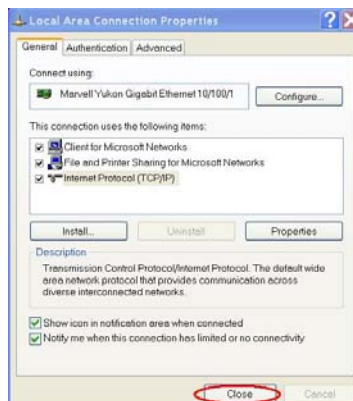 Local Area Connection Properties
General Authentication Advanced
Connect using:
Marvell Yukon Gigabit Ethernet 10/100/1 Configure...
This connection uses the following items:
Client for Microsoft Networks
File and Printer Sharing for Microsoft Networks
Internet Protocol (TCP/IP)
Install... Uninstall Properties
Description
Transmission Control Protocol/Internet Protocol. The default wide
area network protocol that provides communication across
diverse interconnected networks.
Show icon in notification area when connected
Notify me when this connection has limited or no connectivity
Close Cancel